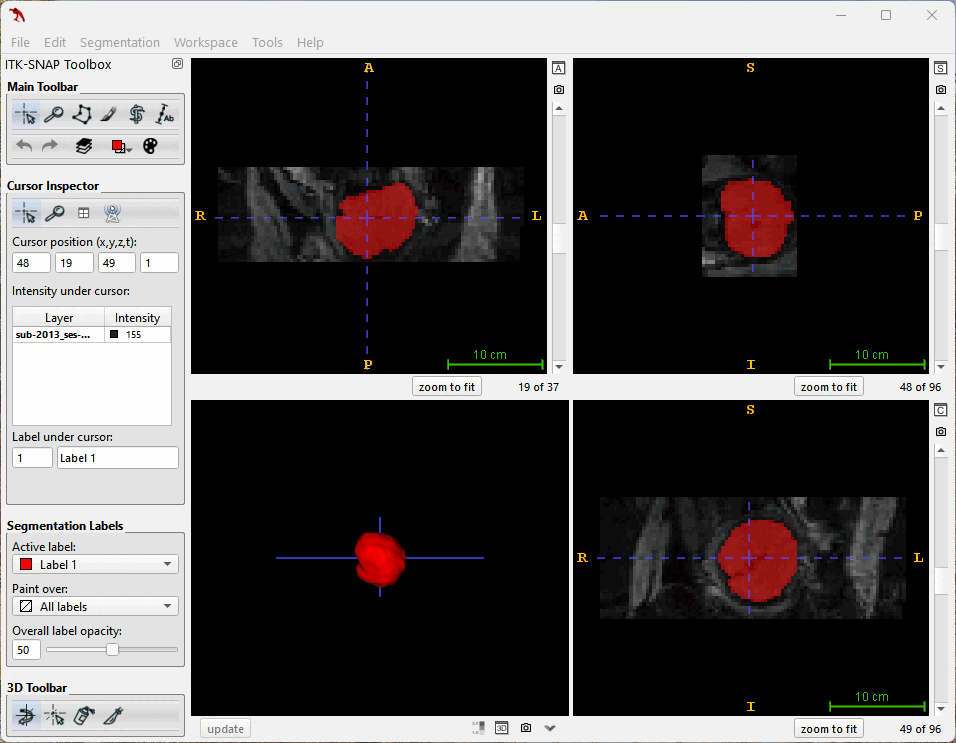 File Edit Segmentation Workspace Tools Help
ITK-SNAP Toolbox
Main Toolbar
Ab
Cursor Inspector
Cursor position (x,y,z,t):
48 19 49 1
Intensity under cursor:
Layer Intensity
sub-2013_ses-... 155
Label under cursor:
1 Label 1
Segmentation Labels
Active label:
Label 1
Paint over:
All labels
Overall label opacity:
50
3D Toolbar
A
R L
P
10 cm
A
zoom to fit 19 of 37
S
A P
I
10 cm
S
zoom to fit 48 of 96
update 3D
S
R L
I
10 cm
C
zoom to fit 49 of 96